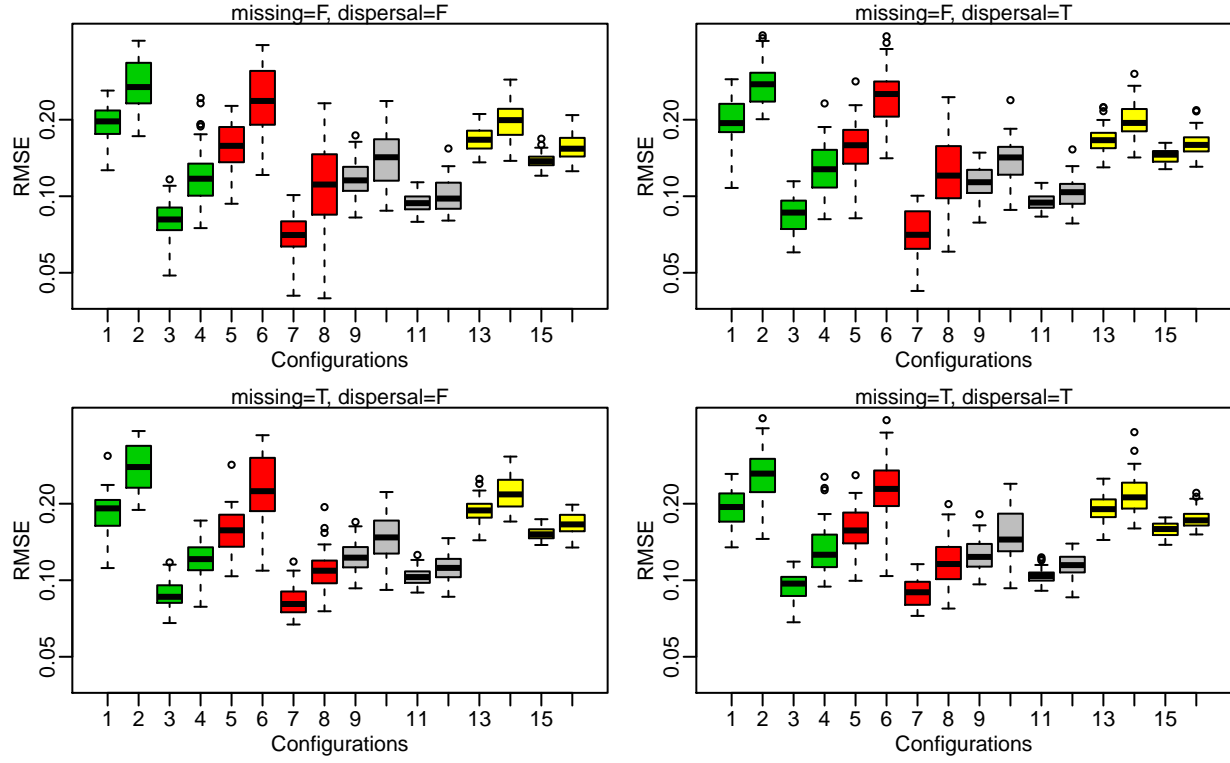 missing=F, dispersal=F
RMSE
0.20
0.10
0.05
1 2 3 4 5 6 7 8 9 11 13 15
Configurations
missing=F, dispersal=T
RMSE
0.20
0.10
0.05
1 2 3 4 5 6 7 8 9 11 13 15
Configurations
missing=T, dispersal=F
RMSE
0.20
0.10
0.05
1 2 3 4 5 6 7 8 9 11 13 15
Configurations
missing=T, dispersal=T
RMSE
0.20
0.10
0.05
1 2 3 4 5 6 7 8 9 11 13 15
Configurations